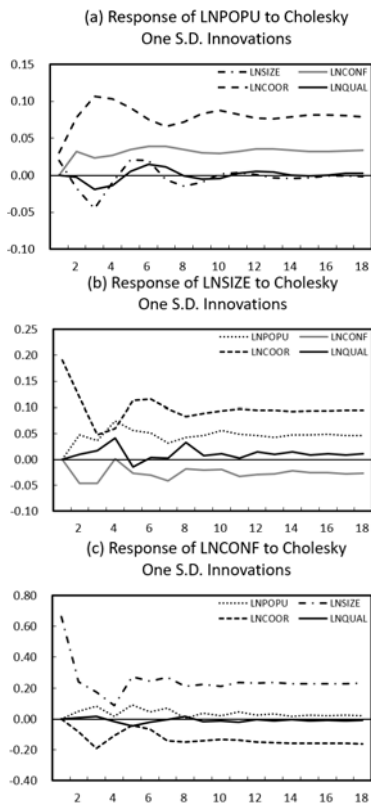 (a) Response of LNPOPU to Cholesky
One S.D. Innovations
0.15
LNSIZE LNCONF
LNCOOR LNQUAL
0.10
0.05
0.00
-0.05
-0.10
2 4 6 8 10 12 14 16 18
(b) Response of LNSIZE to Cholesky
One S.D. Innovations
0.25
LNPOPU LNCONF
0.20
LNCOOR LNQUAL
0.15
0.10
0.05
0.00
-0.05
-0.10
2 4 6 8 10 12 14 16 18
(c) Response of LNCONF to Cholesky
One S.D. Innovations
0.80
LNPOPU LNSIZE
LNCOOR LNQUAL
0.60
0.40
0.20
0.00
-0.20
-0.40
2 4 6 8 10 12 14 16 18